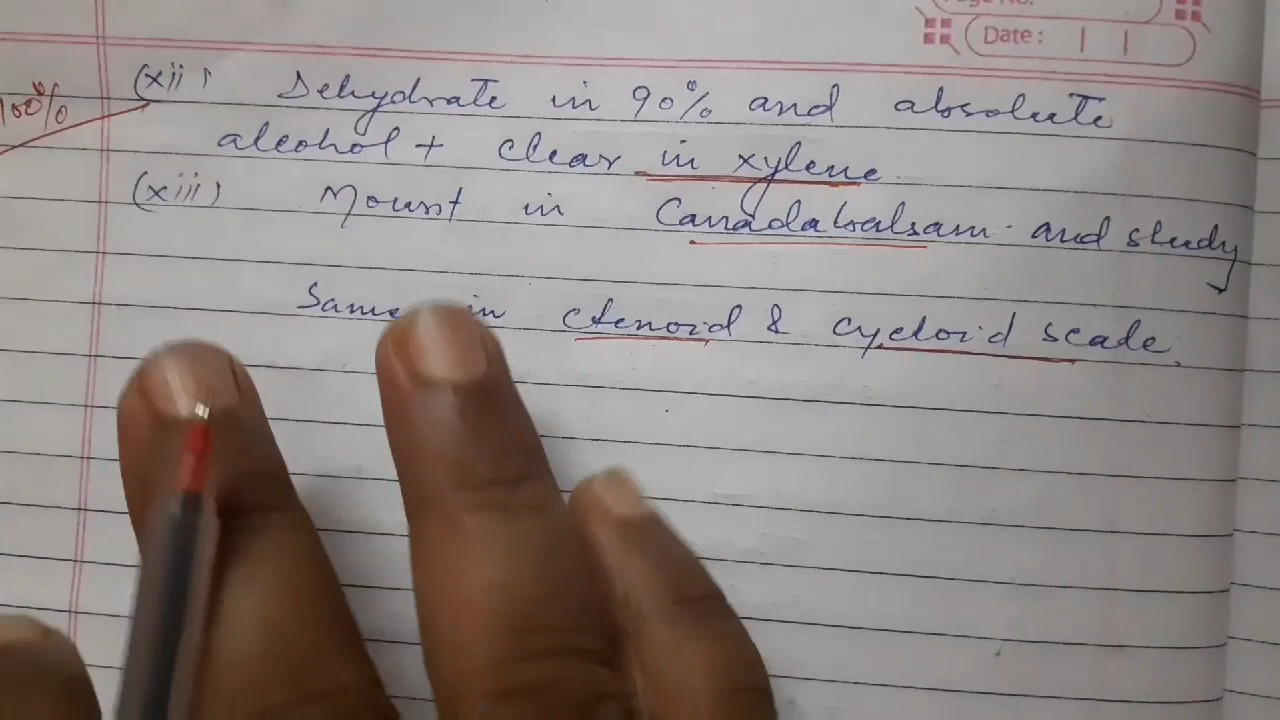 Date :
100%
(xii) Dehydrate in 90% and absolute
alcohol + clear in xylene.
(xiii) Mount in Canadabalsam. and study
Same in ctenoid & cycloid scale.